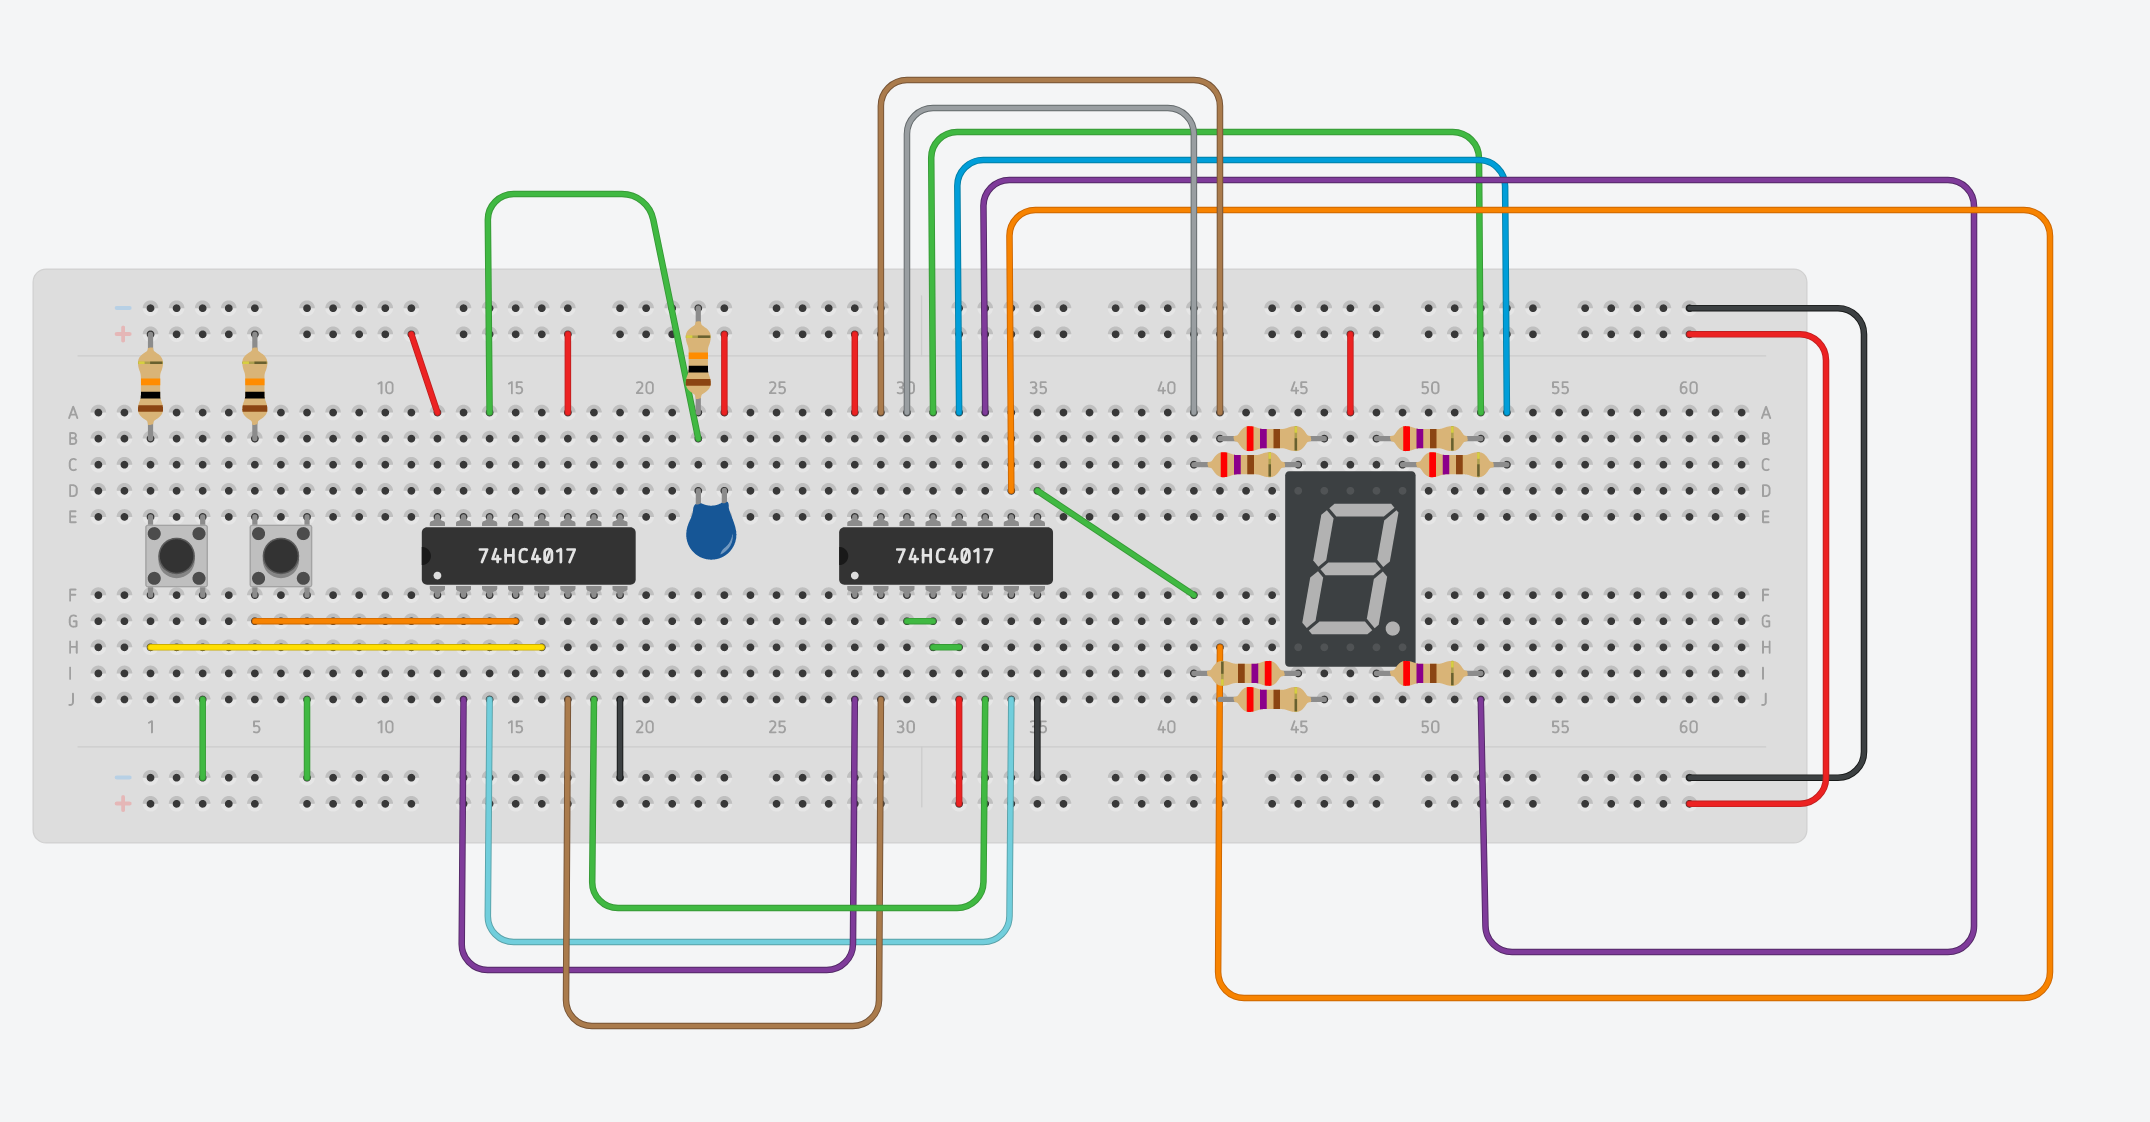 − −
+ +
10 15 20 25 30 35 40 45 50 55 60
A A
B B
C C
D D
E E
74HC4017 74HC4017
F F
G G
H H
I I
J J
1 5 10 15 20 25 30 35 40 45 50 55 60
− 
+